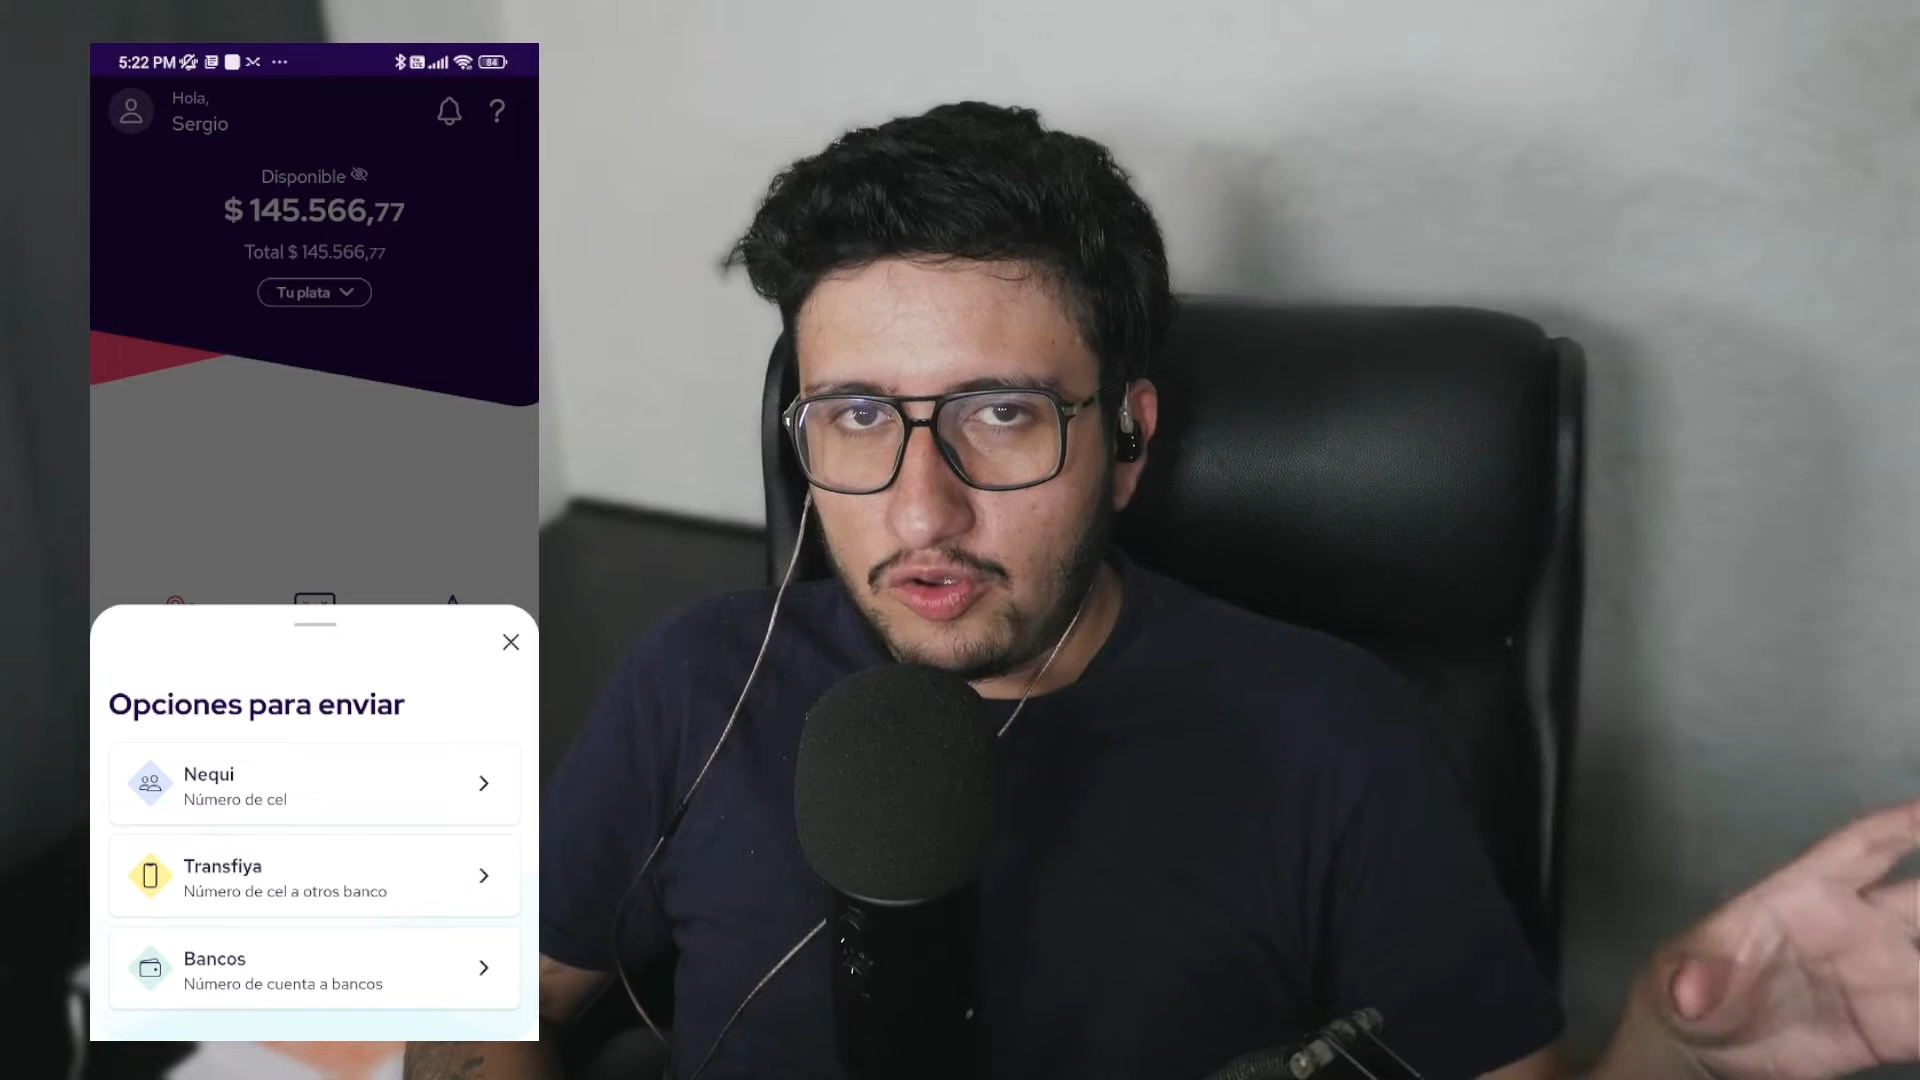 5:22 PM
84
Hola,
Sergio
Disponible
$ 145.566,77
Total $ 145.566,77
Tu plata
Opciones para enviar
Nequi
Número de cel
Transfiya
Número de cel a otros banco
Bancos
Número de cuenta a bancos